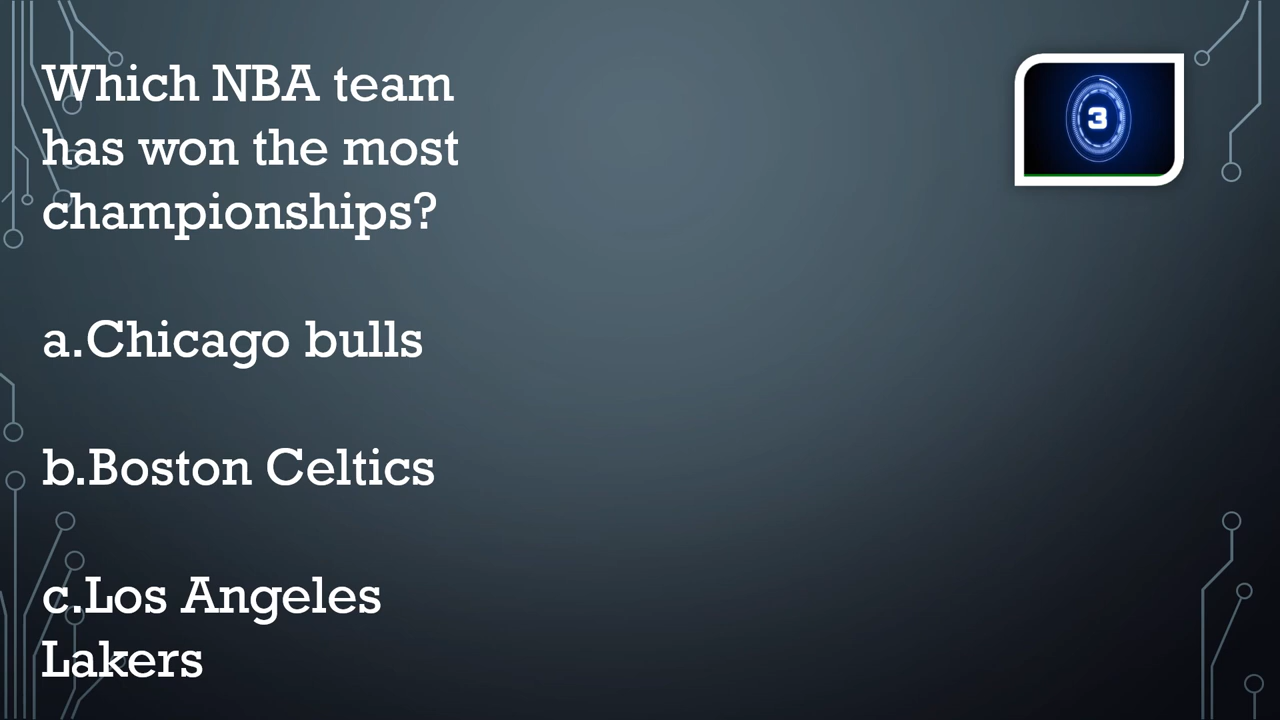 Which NBA team
has won the most
championships?
a.Chicago bulls
b.Boston Celtics
c.Los Angeles
Lakers
3